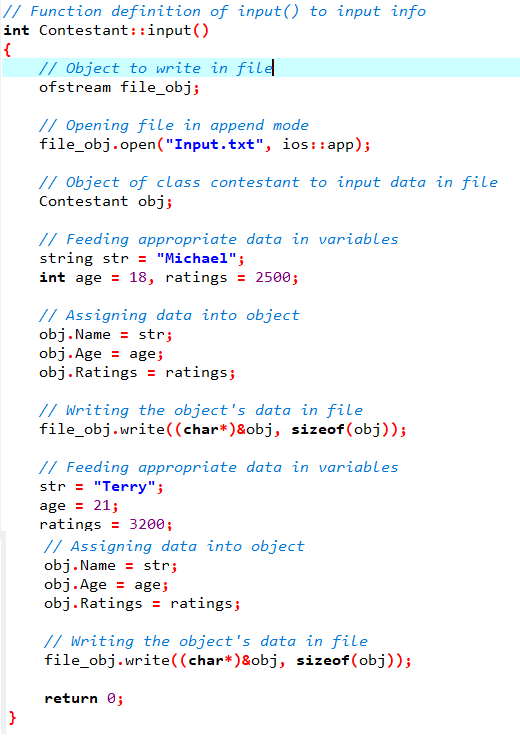 // Function definition of input() to input info
int Contestant::input()
{
// Object to write in file
ofstream file_obj;
// Opening file in append mode
file_obj.open("Input.txt", ios::app);
// Object of class contestant to input data in file
Contestant obj;
// Feeding appropriate data in variables
string str = "Michael";
int age = 18, ratings = 2500;
// Assigning data into object
obj.Name = str;
obj.Age = age;
obj.Ratings = ratings;
// Writing the object's data in file
file_obj.write((char*)&obj, sizeof(obj));
// Feeding appropriate data in variables
str = "Terry";
age = 21;
ratings = 3200;
// Assigning data into object
obj.Name = str;
obj.Age = age;
obj.Ratings = ratings;
// Writing the object's data in file
file_obj.write((char*)&obj, sizeof(obj));
return 0;
}